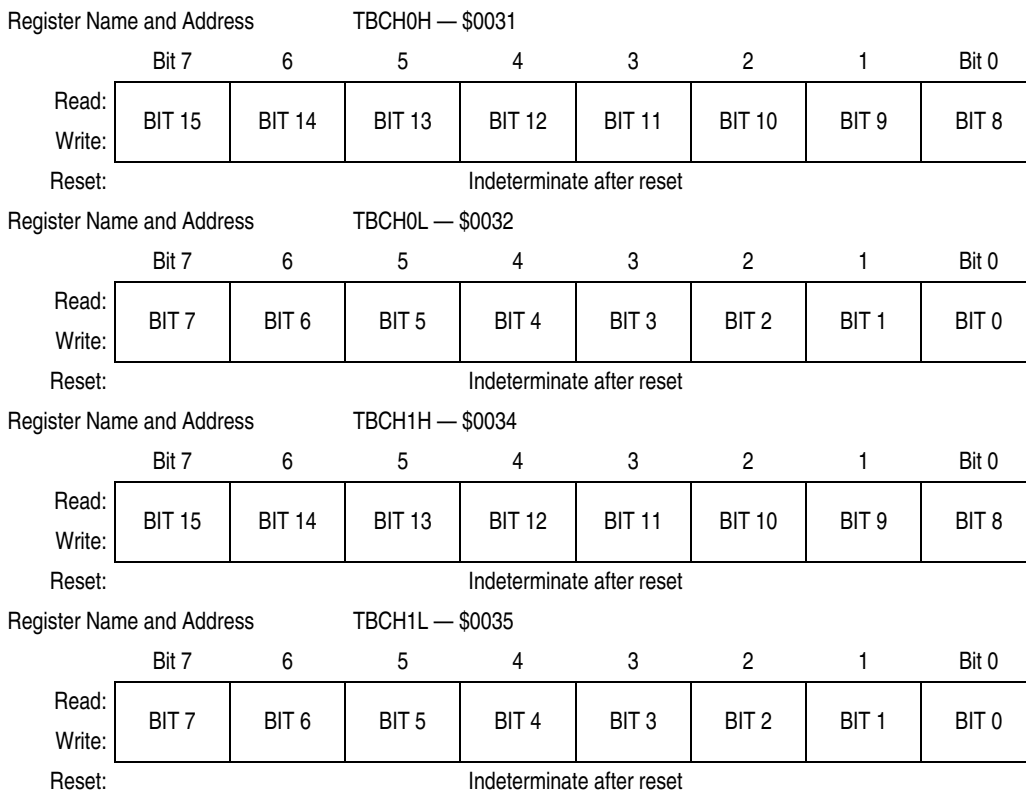 Register Name and Address TBCH0H — $0031
Bit 7 6 5 4 3 2 1 Bit 0
Read:
BIT 15 BIT 14 BIT 13 BIT 12 BIT 11 BIT 10 BIT 9 BIT 8
Write:
Reset: Indeterminate after reset
Register Name and Address TBCH0L — $0032
Bit 7 6 5 4 3 2 1 Bit 0
Read:
BIT 7 BIT 6 BIT 5 BIT 4 BIT 3 BIT 2 BIT 1 BIT 0
Write:
Reset: Indeterminate after reset
Register Name and Address TBCH1H — $0034
Bit 7 6 5 4 3 2 1 Bit 0
Read:
BIT 15 BIT 14 BIT 13 BIT 12 BIT 11 BIT 10 BIT 9 BIT 8
Write:
Reset: Indeterminate after reset
Register Name and Address TBCH1L — $0035
Bit 7 6 5 4 3 2 1 Bit 0
Read:
BIT 7 BIT 6 BIT 5 BIT 4 BIT 3 BIT 2 BIT 1 BIT 0
Write:
Reset: Indeterminate after reset